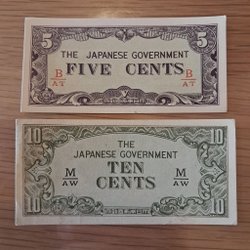 5 5
THE JAPANESE GOVERNMENT
B FIVE CENTS B
AT AT
10 10
THE
JAPANESE GOVERNMENT
M TEN M
AW CENTS AW
10 10